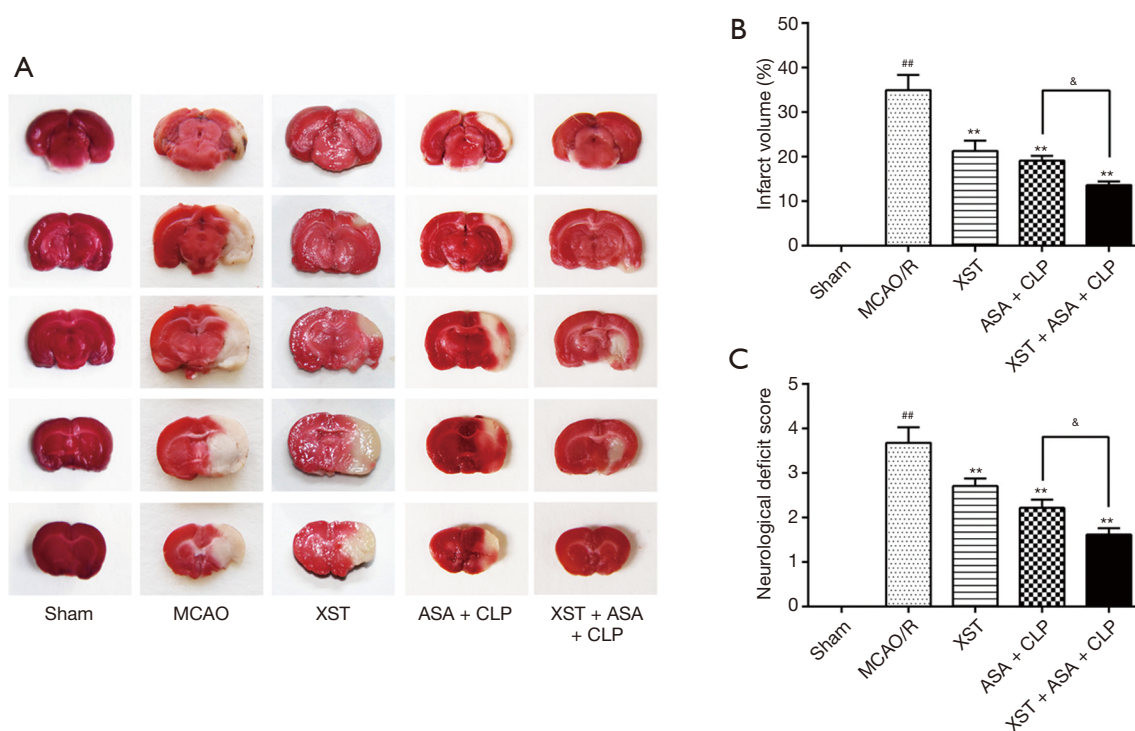 A
Sham
MCAO
XST
ASA + CLP
XST + ASA
+ CLP
B
Infarct volume (%)
50
40
30
20
10
0
##
**
**
**
&
Sham
MCAO/R
XST
ASA + CLP
XST + ASA + CLP
C
Neurological deficit score
5
4
3
2
1
0
##
**
**
**
&
Sham
MCAO/R
XST
ASA + CLP
XST + ASA + CLP